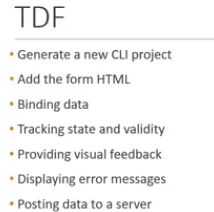 TDF
• Generate a new CLI project
• Add the form HTML
• Binding data
• Tracking state and validity
• Providing visual feedback
• Displaying error messages
• Posting data to a server